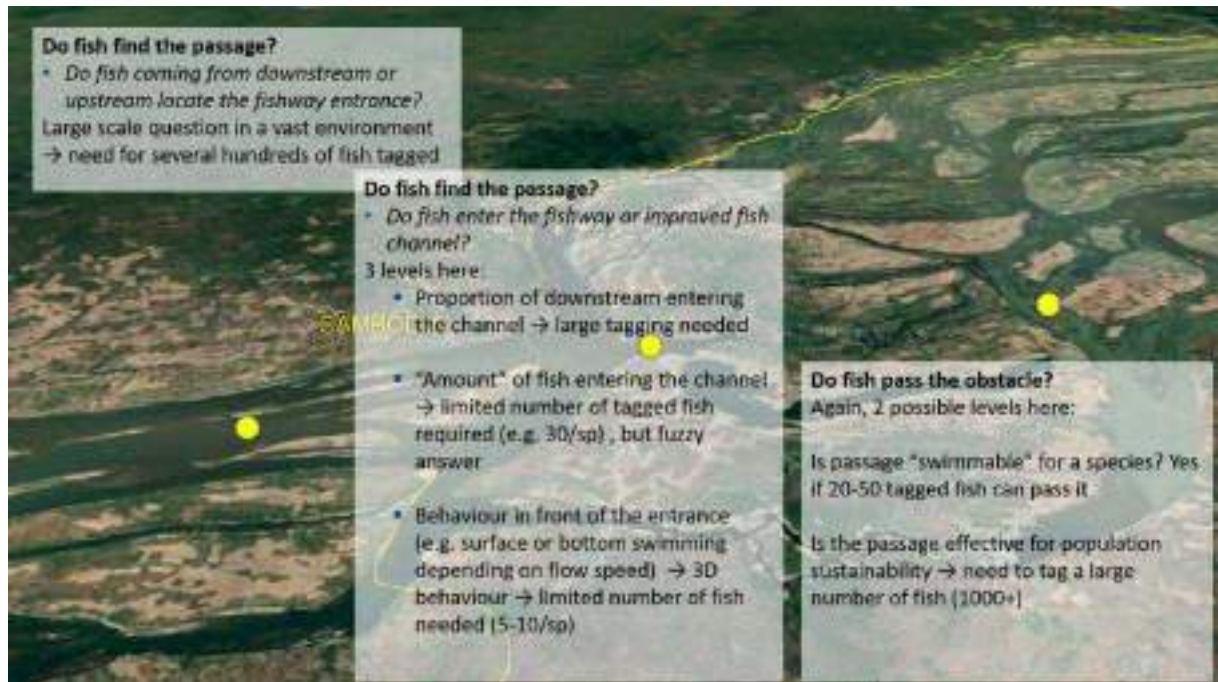 Do fish find the passage?
• Do fish coming from downstream or
upstream locate the fishway entrance?
Large scale question in a vast environment
→ need for several hundreds of fish tagged
Do fish find the passage?
• Do fish enter the fishway or improved fish
channel?
3 levels here:
▪ Proportion of downstream entering
the channel → large tagging needed
▪ "Amount" of fish entering the channel
→ limited number of tagged fish
required (e.g. 30/sp) , but fuzzy
answer
▪ Behaviour in front of the entrance
(e.g. surface or bottom swimming
depending on flow speed) → 3D
behaviour → limited number of fish
needed (5-10/sp)
Do fish pass the obstacle?
Again, 2 possible levels here:
Is passage "swimmable" for a species? Yes
if 20-50 tagged fish can pass it
Is the passage effective for population
sustainability → need to tag a large
number of fish (1000+)